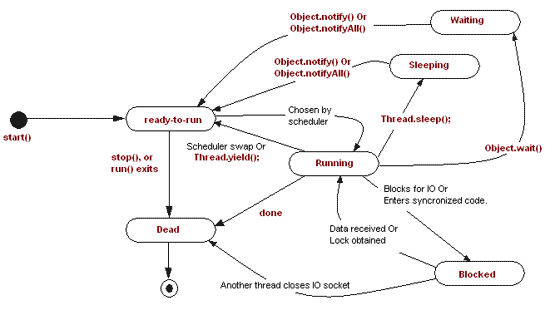 Object.notify() Or
Object.notifyAll()
Waiting
Object.notify() Or
Object.notifyAll()
Sleeping
start()
ready-to-run
Chosen by
scheduler
Thread.sleep();
Scheduler swap Or
Thread.yield();
stop(), or
run() exits
Running
Object.wait()
Blocks for IO Or
Enters syncronized code.
done
Dead
Data received Or
Lock obtained
Another thread closes IO socket
Blocked